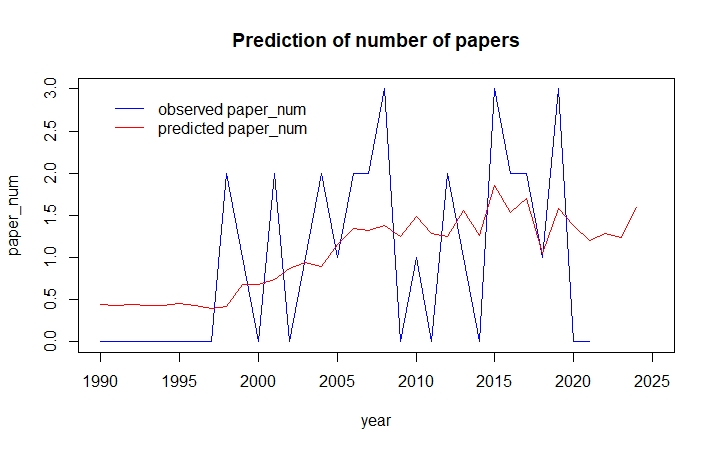 Prediction of number of papers
observed paper_num
predicted paper_num
paper_num
3.0
2.5
2.0
1.5
1.0
0.5
0.0
1990 1995 2000 2005 2010 2015 2020 2025
year